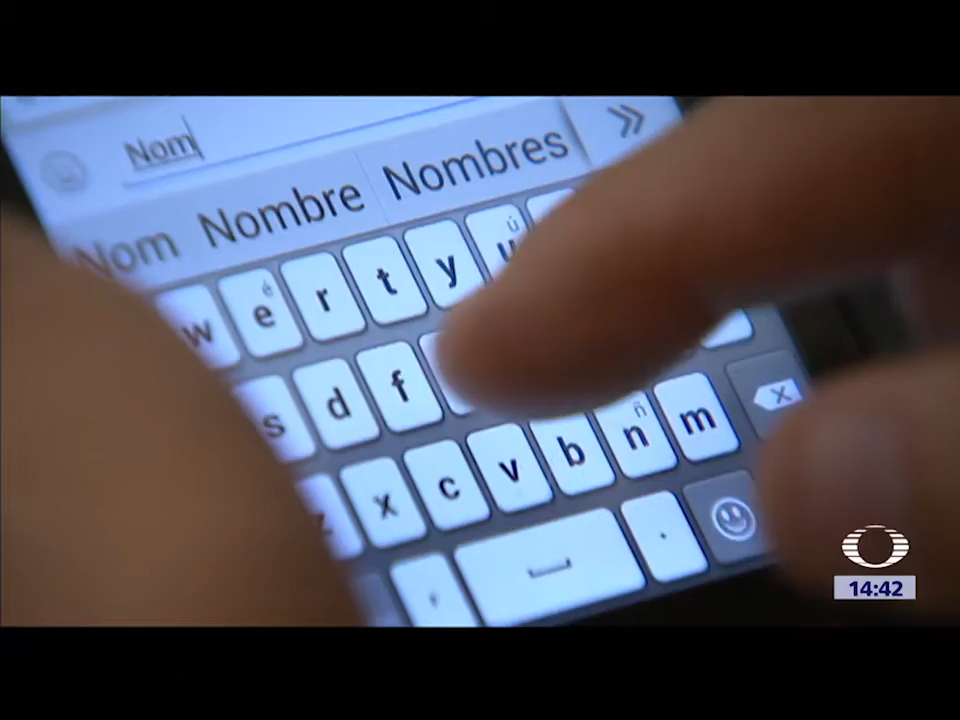 Nom
Nom Nombre Nombres
w é e r t y ú u
s d f
z x c v b ñ n m
, .
14:42